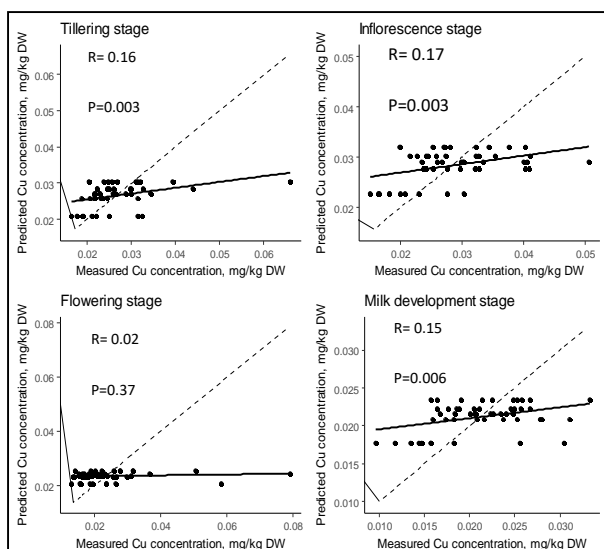 Tillering stage
R= 0.16
P=0.003
Predicted Cu concentration, mg/kg DW
0.06
0.05
0.04
0.03
0.02
0.02 0.03 0.04 0.05 0.06
Measured Cu concentration, mg/kg DW
Inflorescence stage
R= 0.17
P=0.003
Predicted Cu concentration, mg/kg DW
0.05
0.04
0.03
0.02
0.02 0.03 0.04 0.05
Measured Cu concentration, mg/kg DW
Flowering stage
R= 0.02
P=0.37
Predicted Cu concentration, mg/kg DW
0.08
0.06
0.04
0.02
0.02 0.04 0.06 0.08
Measured Cu concentration, mg/kg DW
Milk development stage
R= 0.15
P=0.006
Predicted Cu concentration, mg/kg DW
0.030
0.025
0.020
0.015
0.010
0.010 0.015 0.020 0.025 0.030
Measured Cu concentration, mg/kg DW